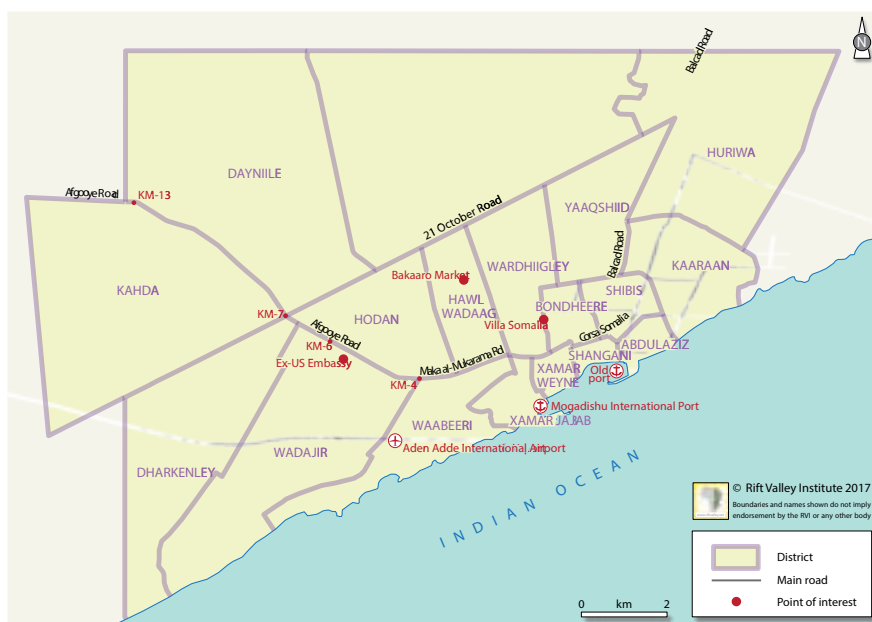 N
Balcad Road
HURIWA
DAYNIILE
Afgooye Road
KM-13
YAAQSHIID
21 October Road
Balcad Road
KAARAAN
WARDHIIGLEY
Bakaaro Market
KAHDA
SHIBIS
HAWL
WADAAG
BONDHEERE
KM-7
HODAN
Villa Somalia
Afgooye Road
Corsa Somalia
KM-6
ABDULAZIZ
Ex-US Embassy
Maka al-Mukarama Rd
SHANGANI
XAMAR
WEYNE
Old
port
KM-4
Mogadishu International Port
WAABEERI
XAMAR JAJAB
Aden Adde International Airport
WADAJIR
DHARKENLEY
INDIAN OCEAN
© Rift Valley Institute 2017
Boundaries and names shown do not imply
endorsement by the RVI or any other body
District
Main road
Point of interest
0 km 2